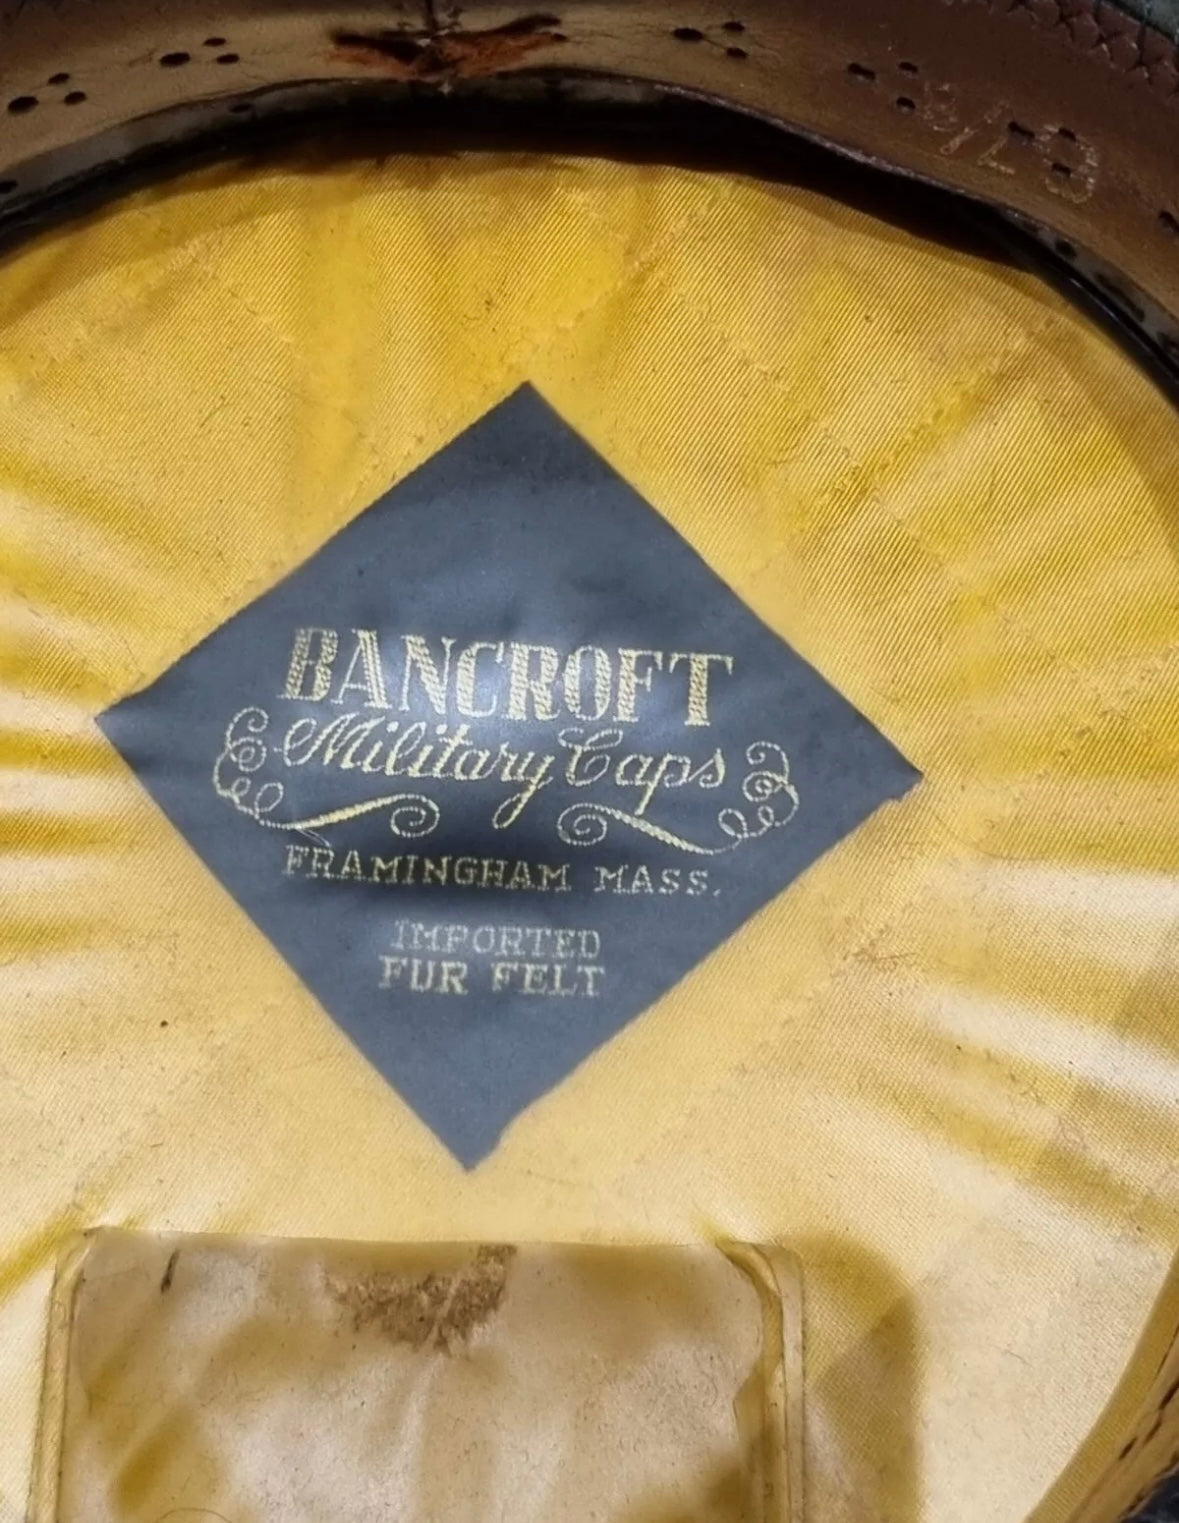 BANCROFT
Military Caps
FRAMINGHAM MASS.
IMPORTED
FUR FELT